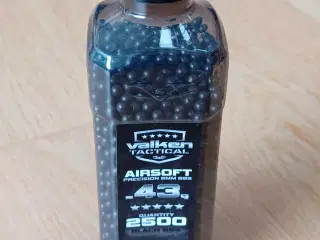 valken
TACTICAL
AIRSOFT
PRECISION 6MM BBS
.43g
QUANTITY
2500
BLACK BBS